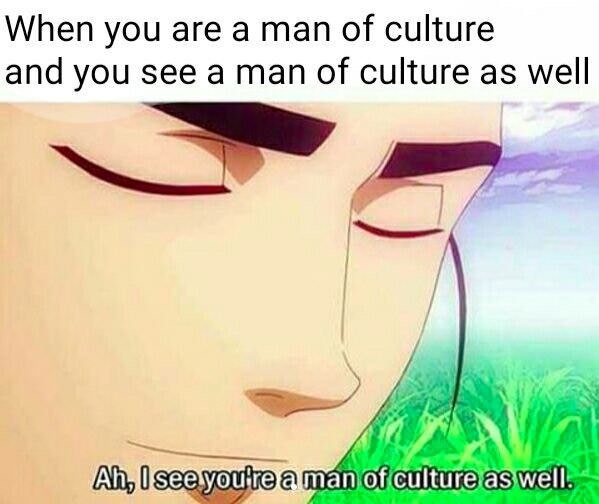 When you are a man of culture
and you see a man of culture as well
Ah, I see you're a man of culture as well.